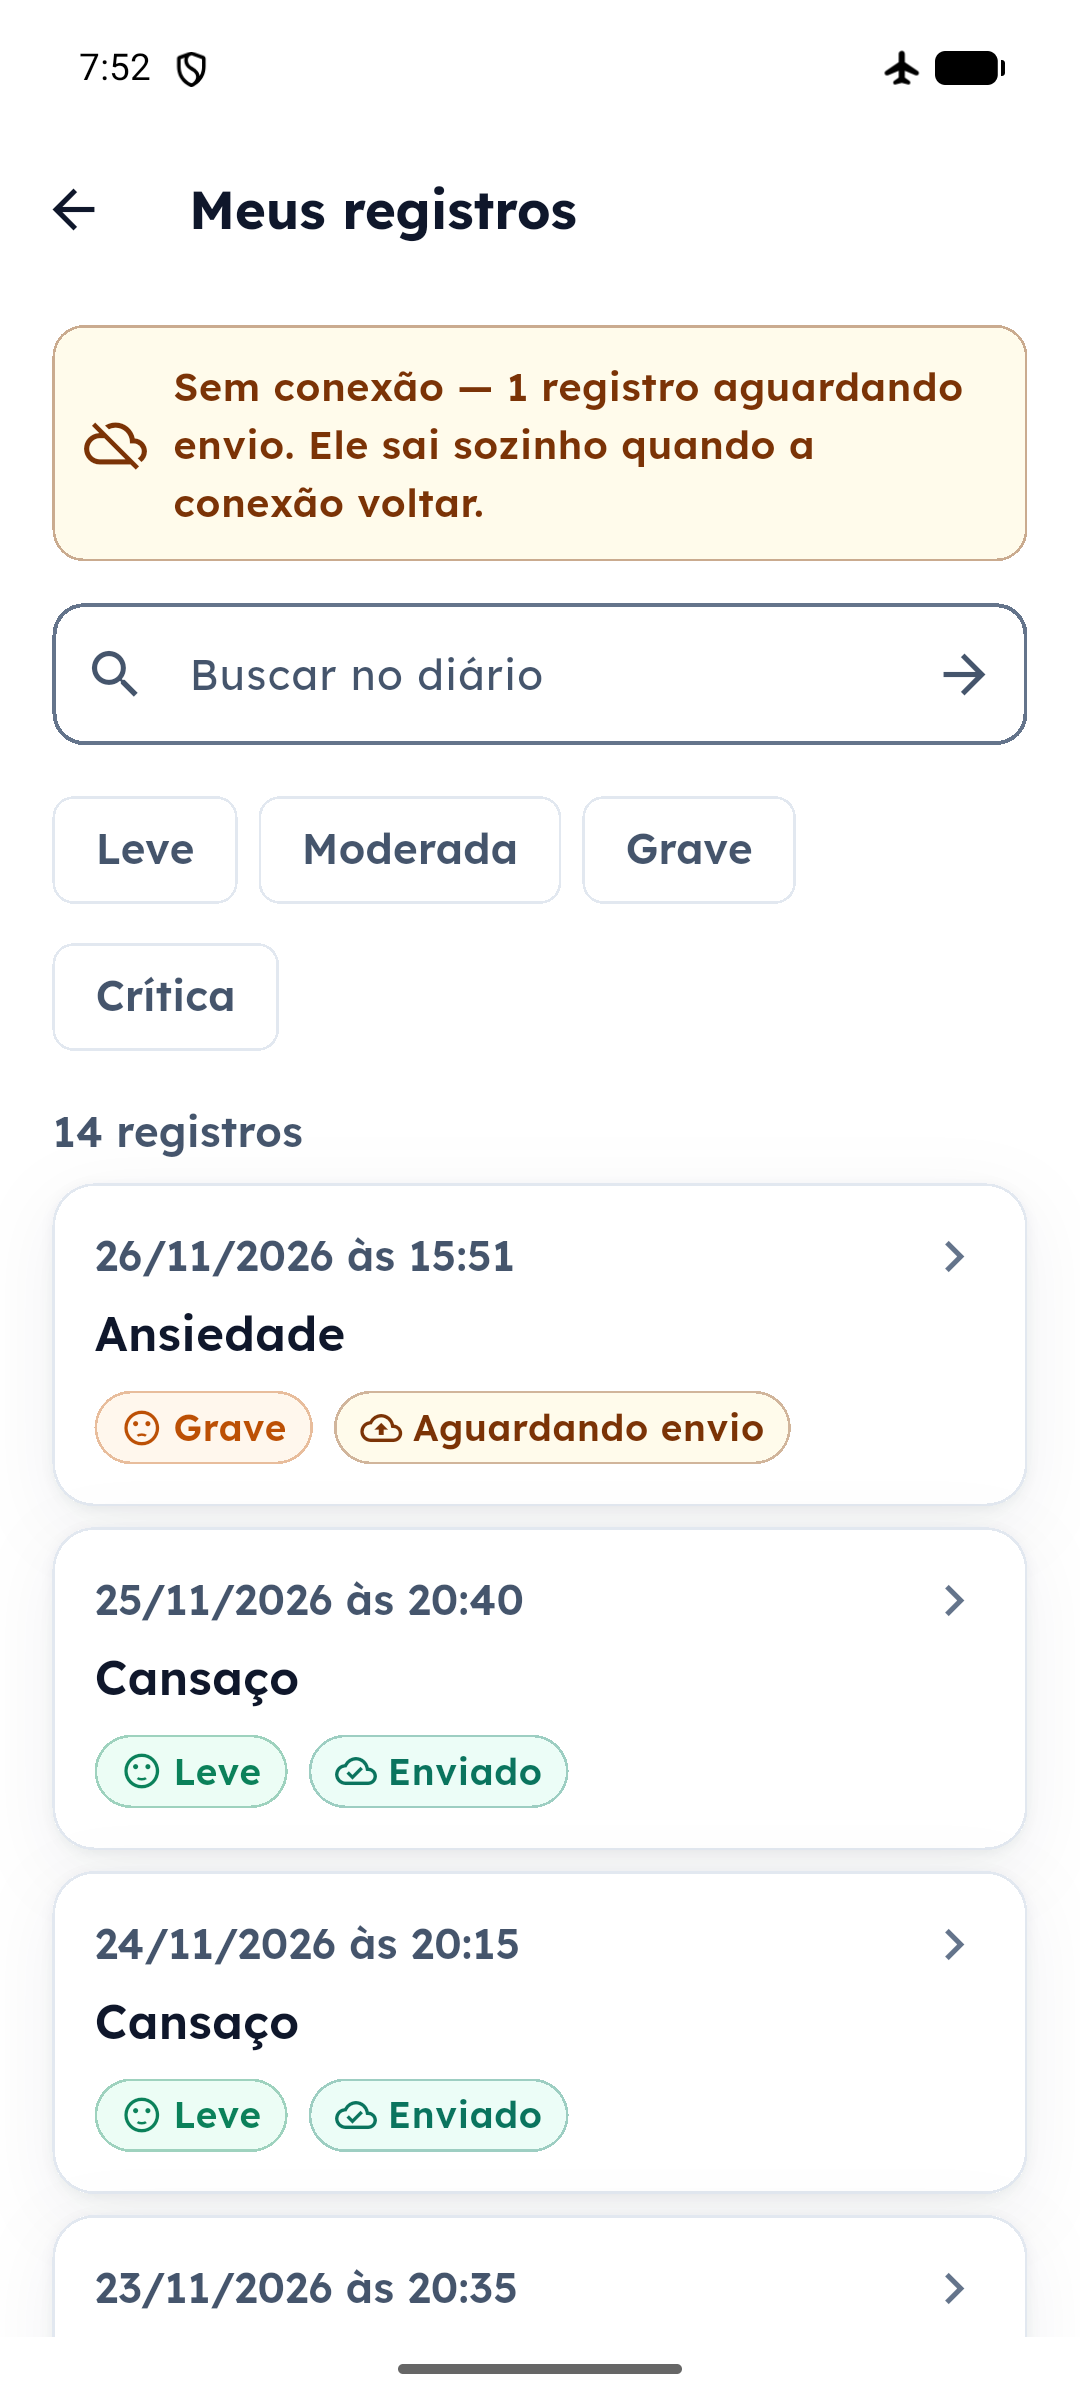 7:52
Meus registros
Sem conexão — 1 registro aguardando
envio. Ele sai sozinho quando a
conexão voltar.
Buscar no diário
Leve
Moderada
Grave
Crítica
14 registros
26/11/2026 às 15:51
Ansiedade
Grave
Aguardando envio
25/11/2026 às 20:40
Cansaço
Leve
Enviado
24/11/2026 às 20:15
Cansaço
Leve
Enviado
23/11/2026 às 20:35